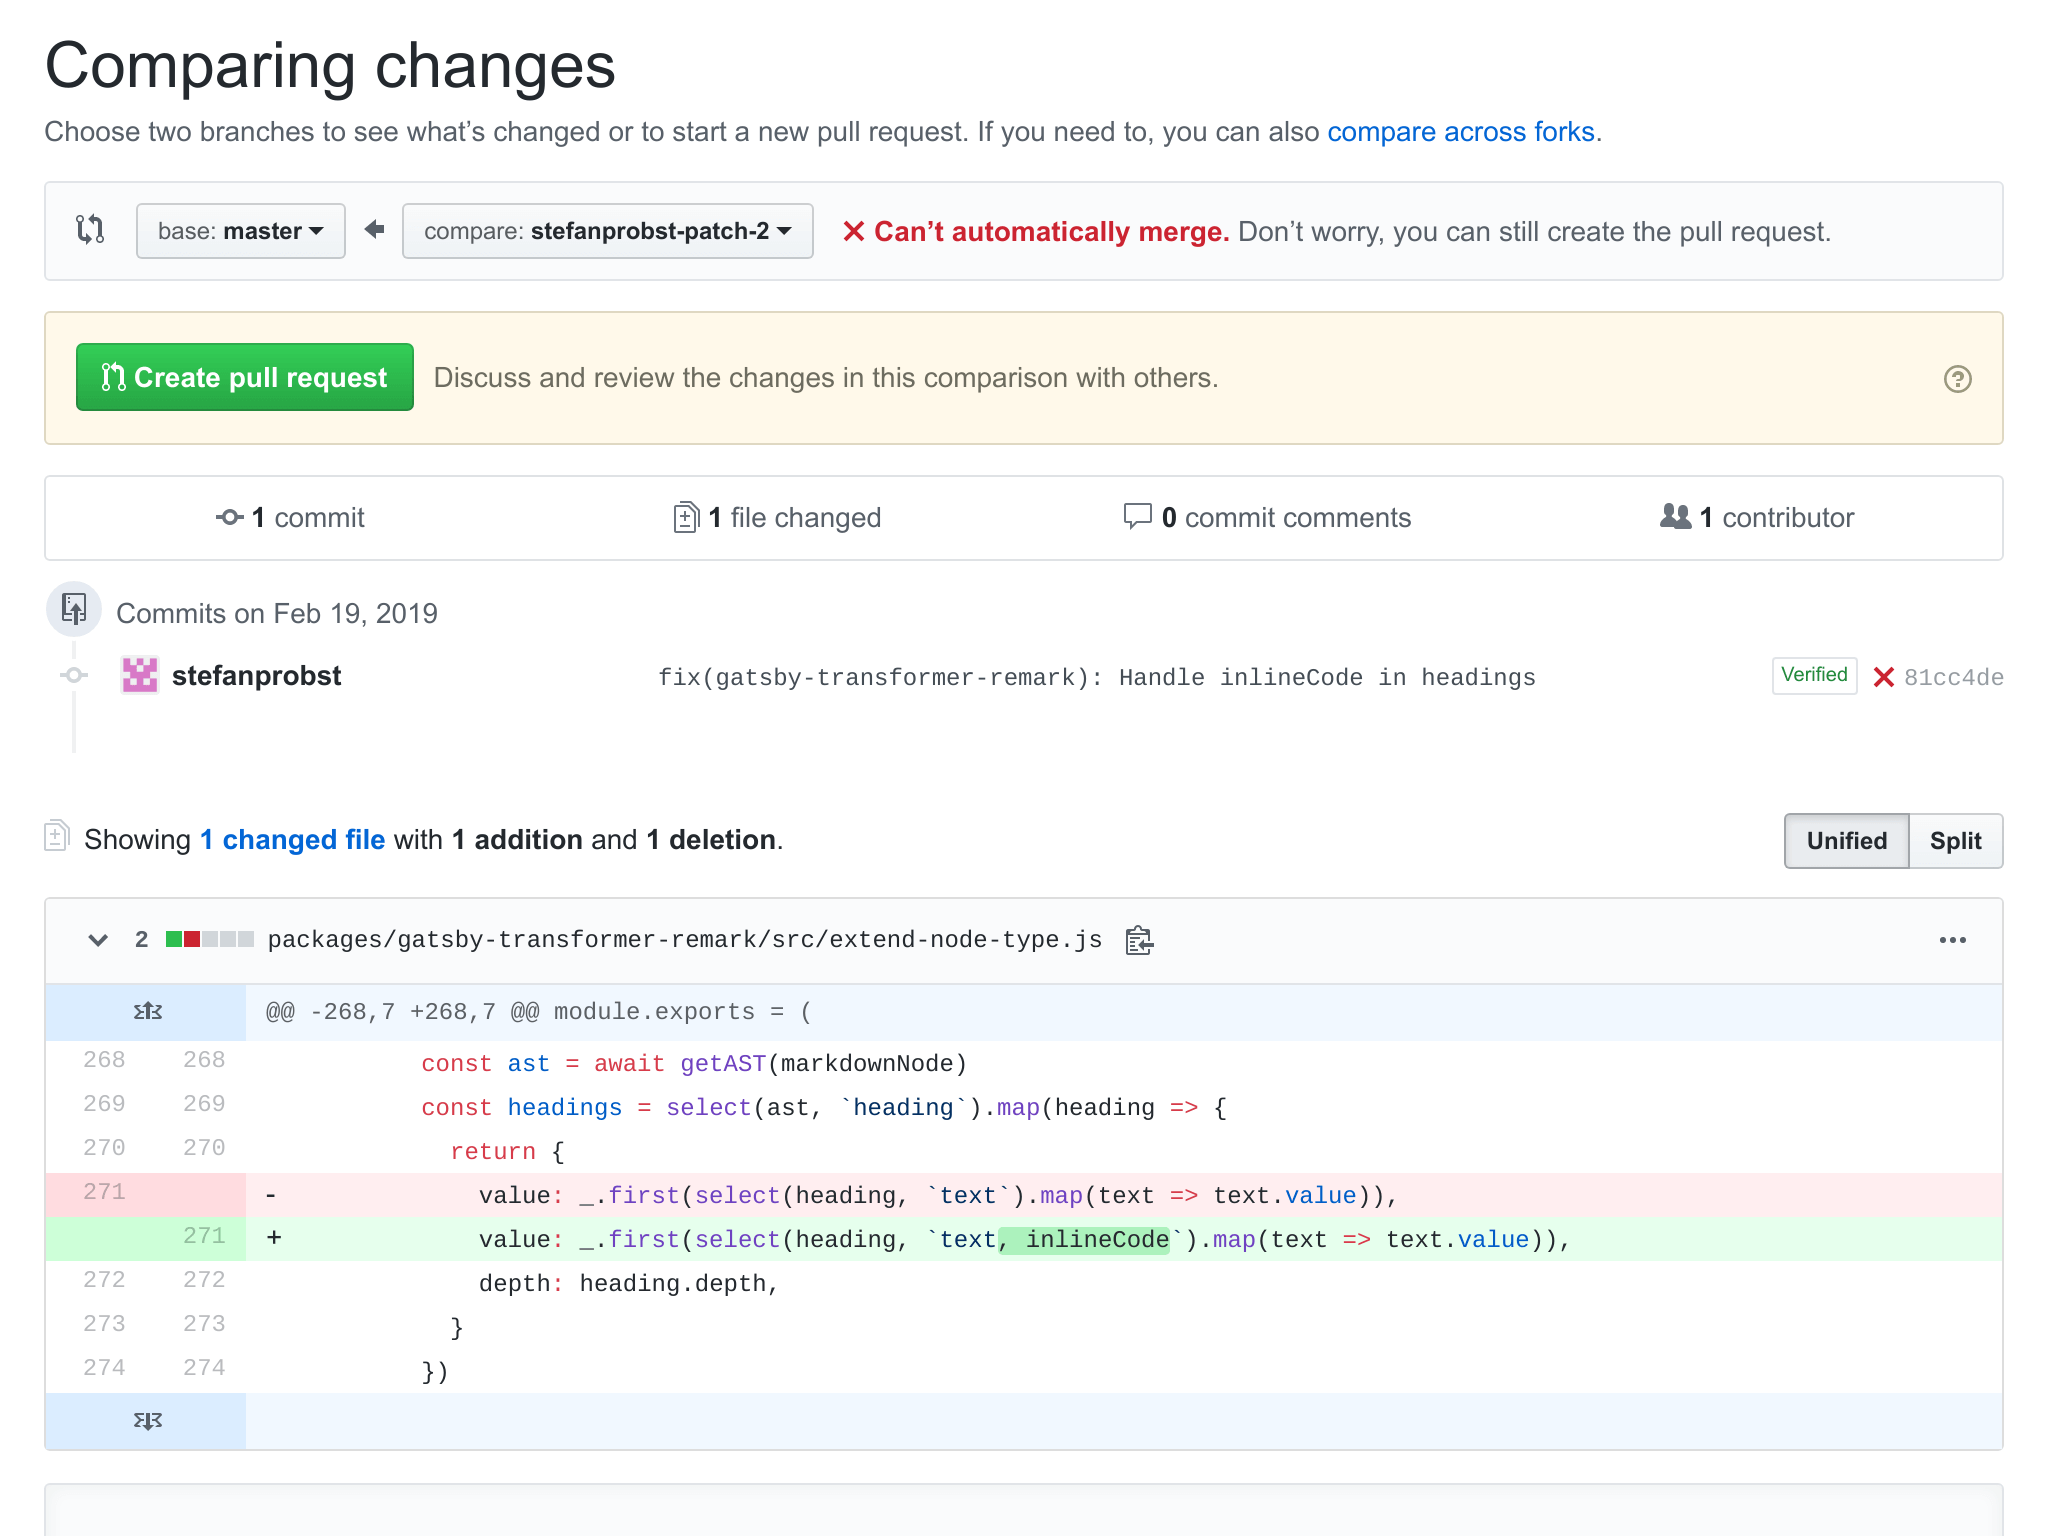 Comparing changes
Choose two branches to see what’s changed or to start a new pull request. If you need to, you can also compare across forks.
base: master compare: stefanprobst-patch-2 Can’t automatically merge. Don’t worry, you can still create the pull request.
Create pull request Discuss and review the changes in this comparison with others.
1 commit 1 file changed 0 commit comments 1 contributor
Commits on Feb 19, 2019
stefanprobst fix(gatsby-transformer-remark): Handle inlineCode in headings Verified 81cc4de
Showing 1 changed file with 1 addition and 1 deletion. Unified Split
2 packages/gatsby-transformer-remark/src/extend-node-type.js
@@ -268,7 +268,7 @@ module.exports = (
268 268 const ast = await getAST(markdownNode)
269 269 const headings = select(ast, `heading`).map(heading => {
270 270 return {
271 - value: _.first(select(heading, `text`).map(text => text.value)),
271 + value: _.first(select(heading, `text, inlineCode`).map(text => text.value)),
272 272 depth: heading.depth,
273 273 }
274 274 })